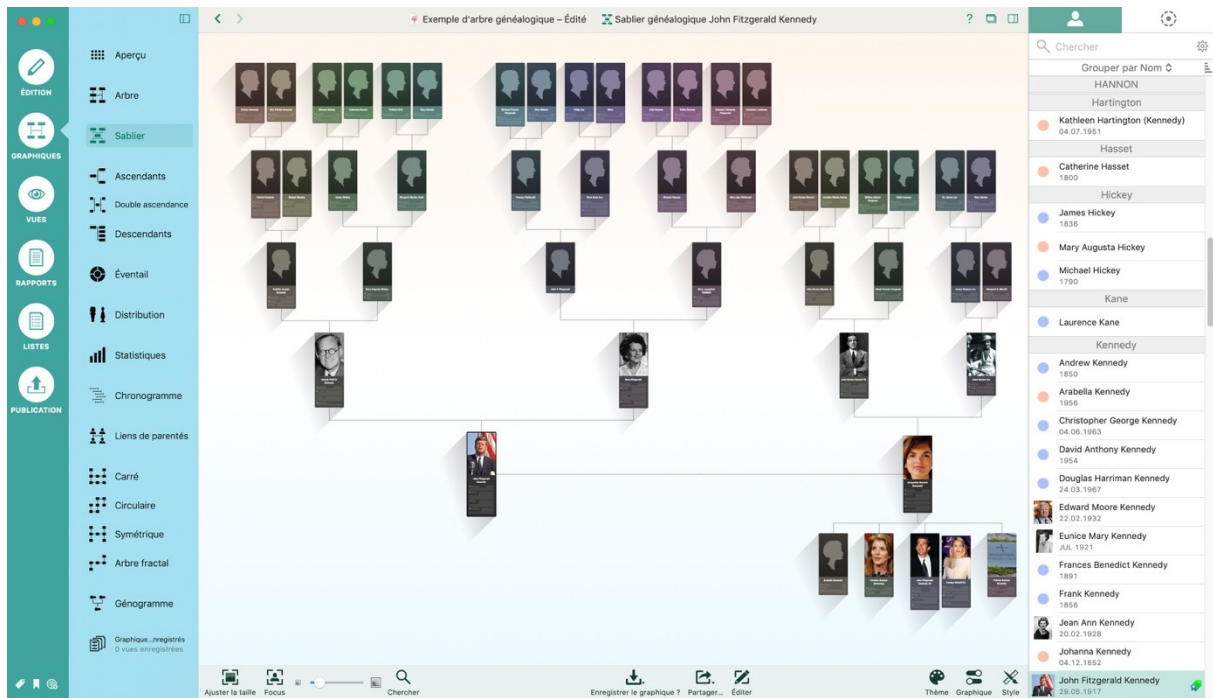 Exemple d'arbre généalogique – Édité
Sablier généalogique John Fitzgerald Kennedy
?
ÉDITION
GRAPHIQUES
VUES
RAPPORTS
LISTES
PUBLICATION
Aperçu
Arbre
Sablier
Ascendants
Double ascendance
Descendants
Éventail
Distribution
Statistiques
Chronogramme
Liens de parentés
Carré
Circulaire
Symétrique
Arbre fractal
Génogramme
Graphique...nregistrés
0 vues enregistrées
Ajuster la taille
Focus
Chercher
Enregistrer le graphique ?
Partager...
Éditer
Thème
Graphique
Style
Chercher
Grouper par Nom
HANNON
Hartington
Kathleen Hartington (Kennedy)
04.07.1951
Hasset
Catherine Hasset
1800
Hickey
James Hickey
1836
Mary Augusta Hickey
Michael Hickey
1790
Kane
Laurence Kane
Kennedy
Andrew Kennedy
1850
Arabella Kennedy
1956
Christopher George Kennedy
04.06.1963
David Anthony Kennedy
1954
Douglas Harriman Kennedy
24.03.1967
Edward Moore Kennedy
22.02.1932
Eunice Mary Kennedy
JUL 1921
Frances Benedict Kennedy
1891
Frank Kennedy
1856
Jean Ann Kennedy
20.02.1928
Johanna Kennedy
04.12.1852
John Fitzgerald Kennedy
29.05.1917